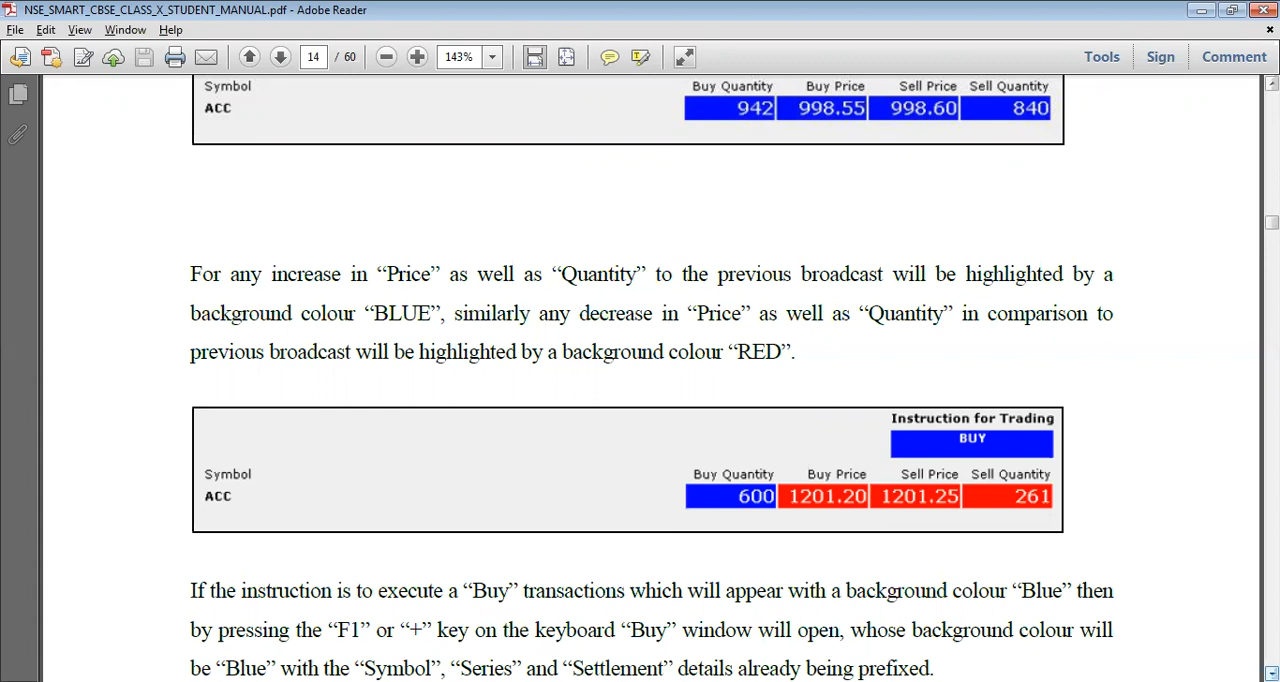 NSE_SMART_CBSE_CLASS_X_STUDENT_MANUAL.pdf - Adobe Reader
File Edit View Window Help
14 / 60 143% Tools Sign Comment
Symbol Buy Quantity Buy Price Sell Price Sell Quantity
ACC 942 998.55 998.60 840
For any increase in “Price” as well as “Quantity” to the previous broadcast will be highlighted by a
background colour “BLUE”, similarly any decrease in “Price” as well as “Quantity” in comparison to
previous broadcast will be highlighted by a background colour “RED”.
Instruction for Trading
BUY
Symbol Buy Quantity Buy Price Sell Price Sell Quantity
ACC 600 1201.20 1201.25 261
If the instruction is to execute a “Buy” transactions which will appear with a background colour “Blue” then
by pressing the “F1” or “+” key on the keyboard “Buy” window will open, whose background colour will
be “Blue” with the “Symbol”, “Series” and “Settlement” details already being prefixed.